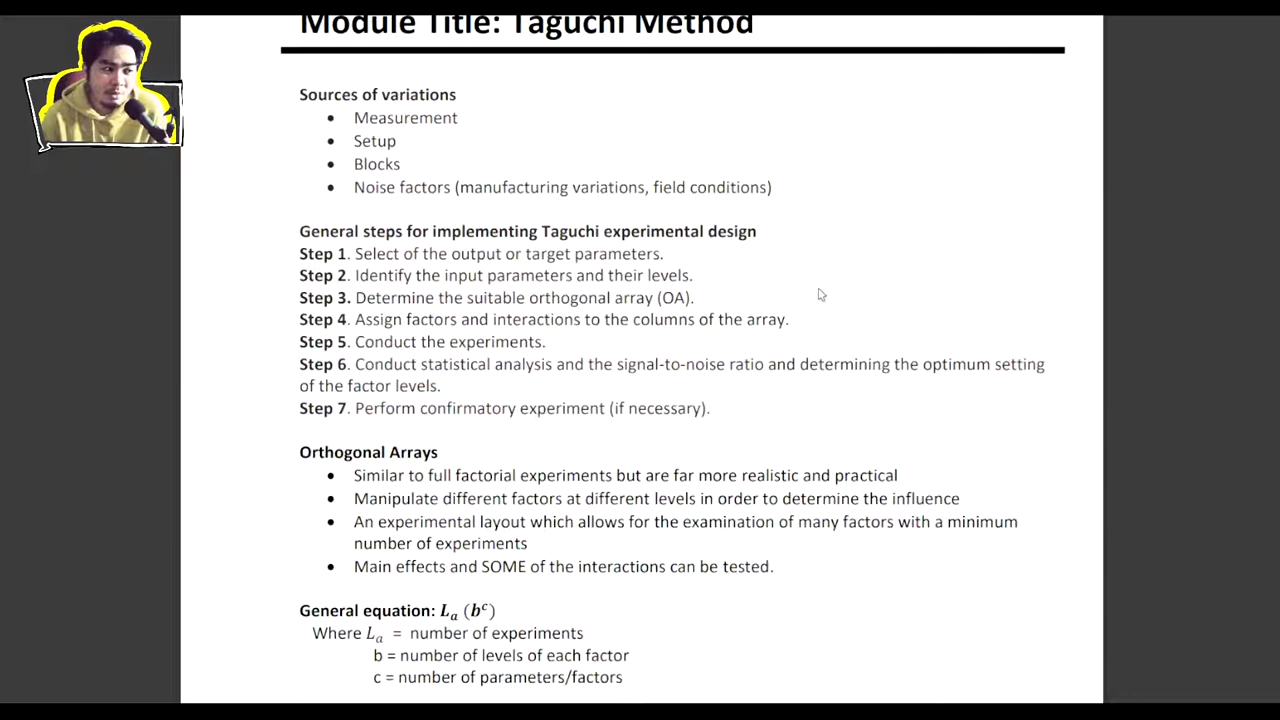 Module Title: Taguchi Method
Sources of variations
• Measurement
• Setup
• Blocks
• Noise factors (manufacturing variations, field conditions)
General steps for implementing Taguchi experimental design
Step 1. Select of the output or target parameters.
Step 2. Identify the input parameters and their levels.
Step 3. Determine the suitable orthogonal array (OA).
Step 4. Assign factors and interactions to the columns of the array.
Step 5. Conduct the experiments.
Step 6. Conduct statistical analysis and the signal-to-noise ratio and determining the optimum setting
of the factor levels.
Step 7. Perform confirmatory experiment (if necessary).
Orthogonal Arrays
• Similar to full factorial experiments but are far more realistic and practical
• Manipulate different factors at different levels in order to determine the influence
• An experimental layout which allows for the examination of many factors with a minimum
number of experiments
• Main effects and SOME of the interactions can be tested.
General equation: Lₐ (bᶜ)
Where Lₐ = number of experiments
b = number of levels of each factor
c = number of parameters/factors